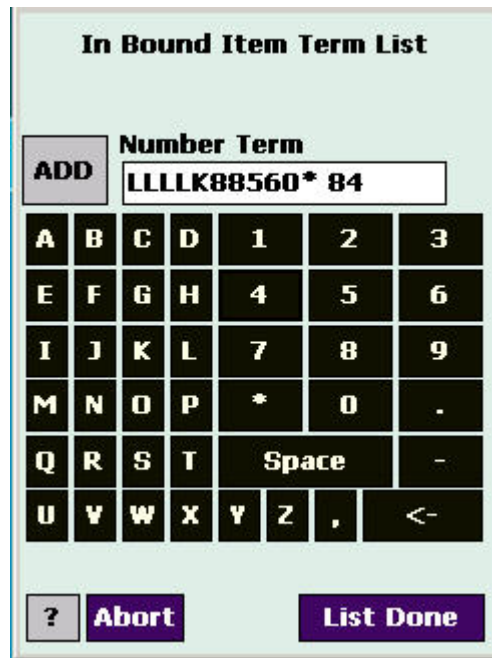 In Bound Item Term List
Number Term
ADD
LLLLK88560* 84
A B C D 1 2 3
E F G H 4 5 6
I J K L 7 8 9
M N O P * 0 .
Q R S T Space -
U V W X Y Z , <-
? Abort List Done